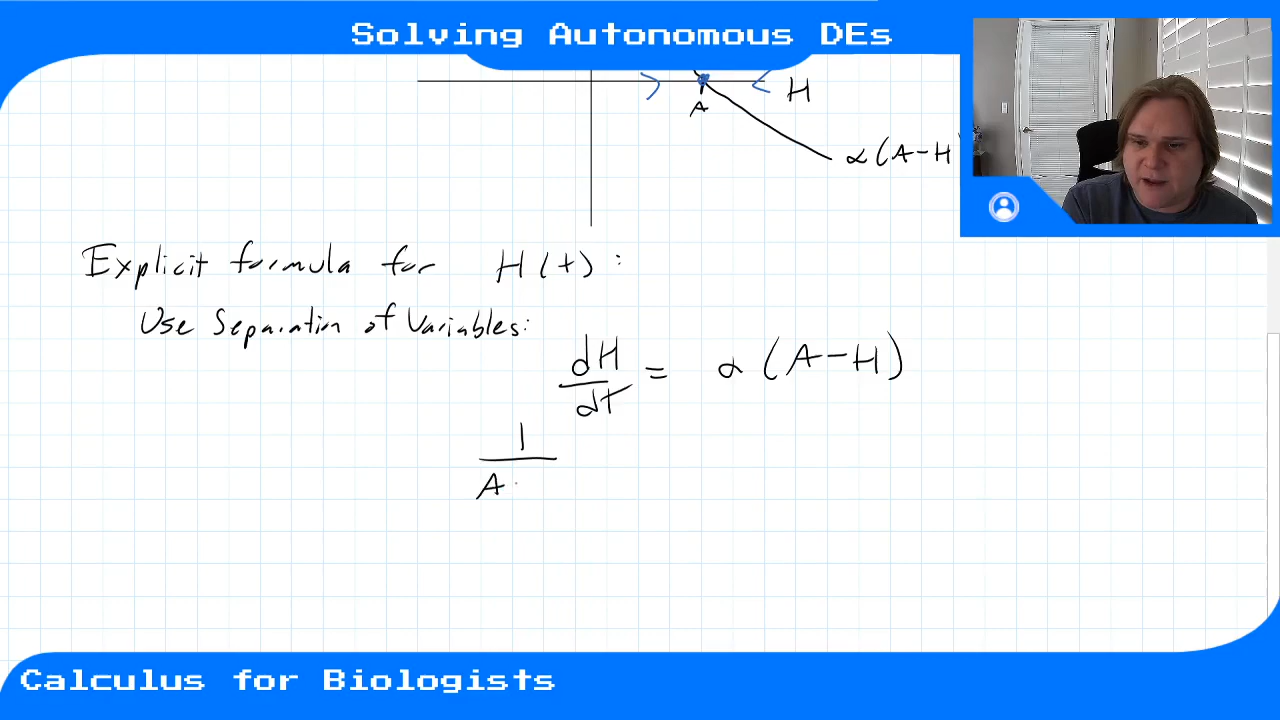 Solving Autonomous DEs
A
H
α(A-H
Explicit formula for H(t):
Use Separation of Variables:
dH/dt = α(A-H)
1
A
Calculus for Biologists